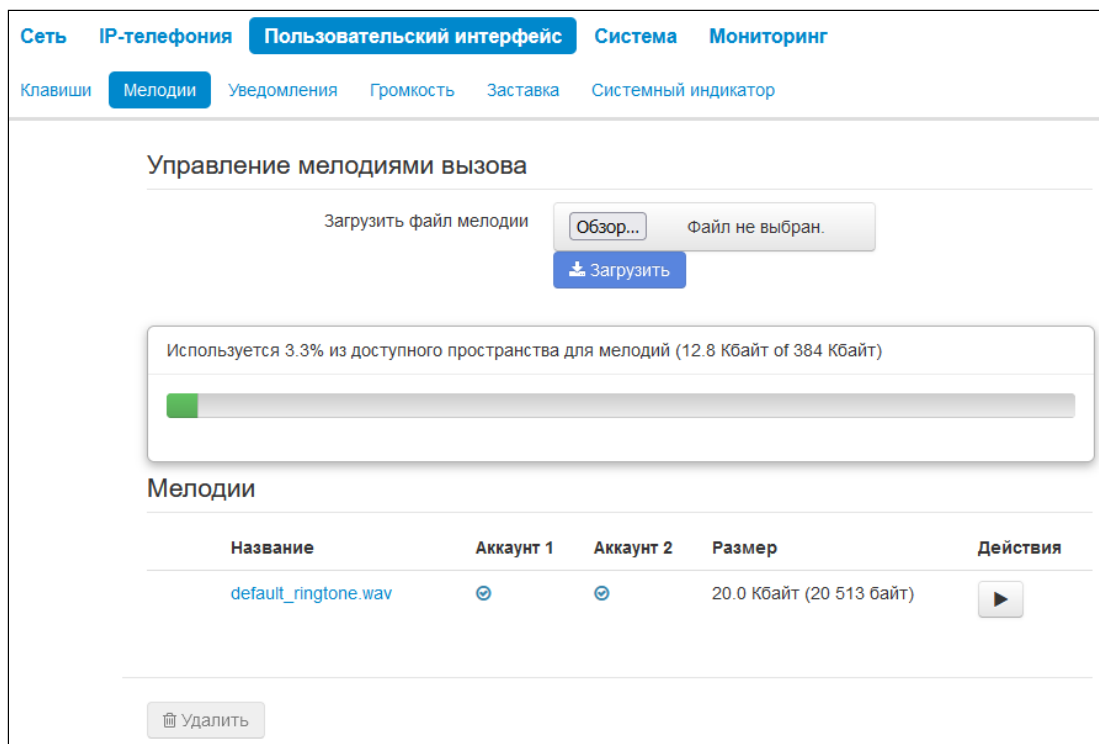 Сеть IP-телефония Пользовательский интерфейс Система Мониторинг
Клавиши Мелодии Уведомления Громкость Заставка Системный индикатор
Управление мелодиями вызова
Загрузить файл мелодии Обзор... Файл не выбран.
Загрузить
Используется 3.3% из доступного пространства для мелодий (12.8 Кбайт of 384 Кбайт)
Мелодии
Название Аккаунт 1 Аккаунт 2 Размер Действия
default_ringtone.wav 20.0 Кбайт (20 513 байт)
Удалить